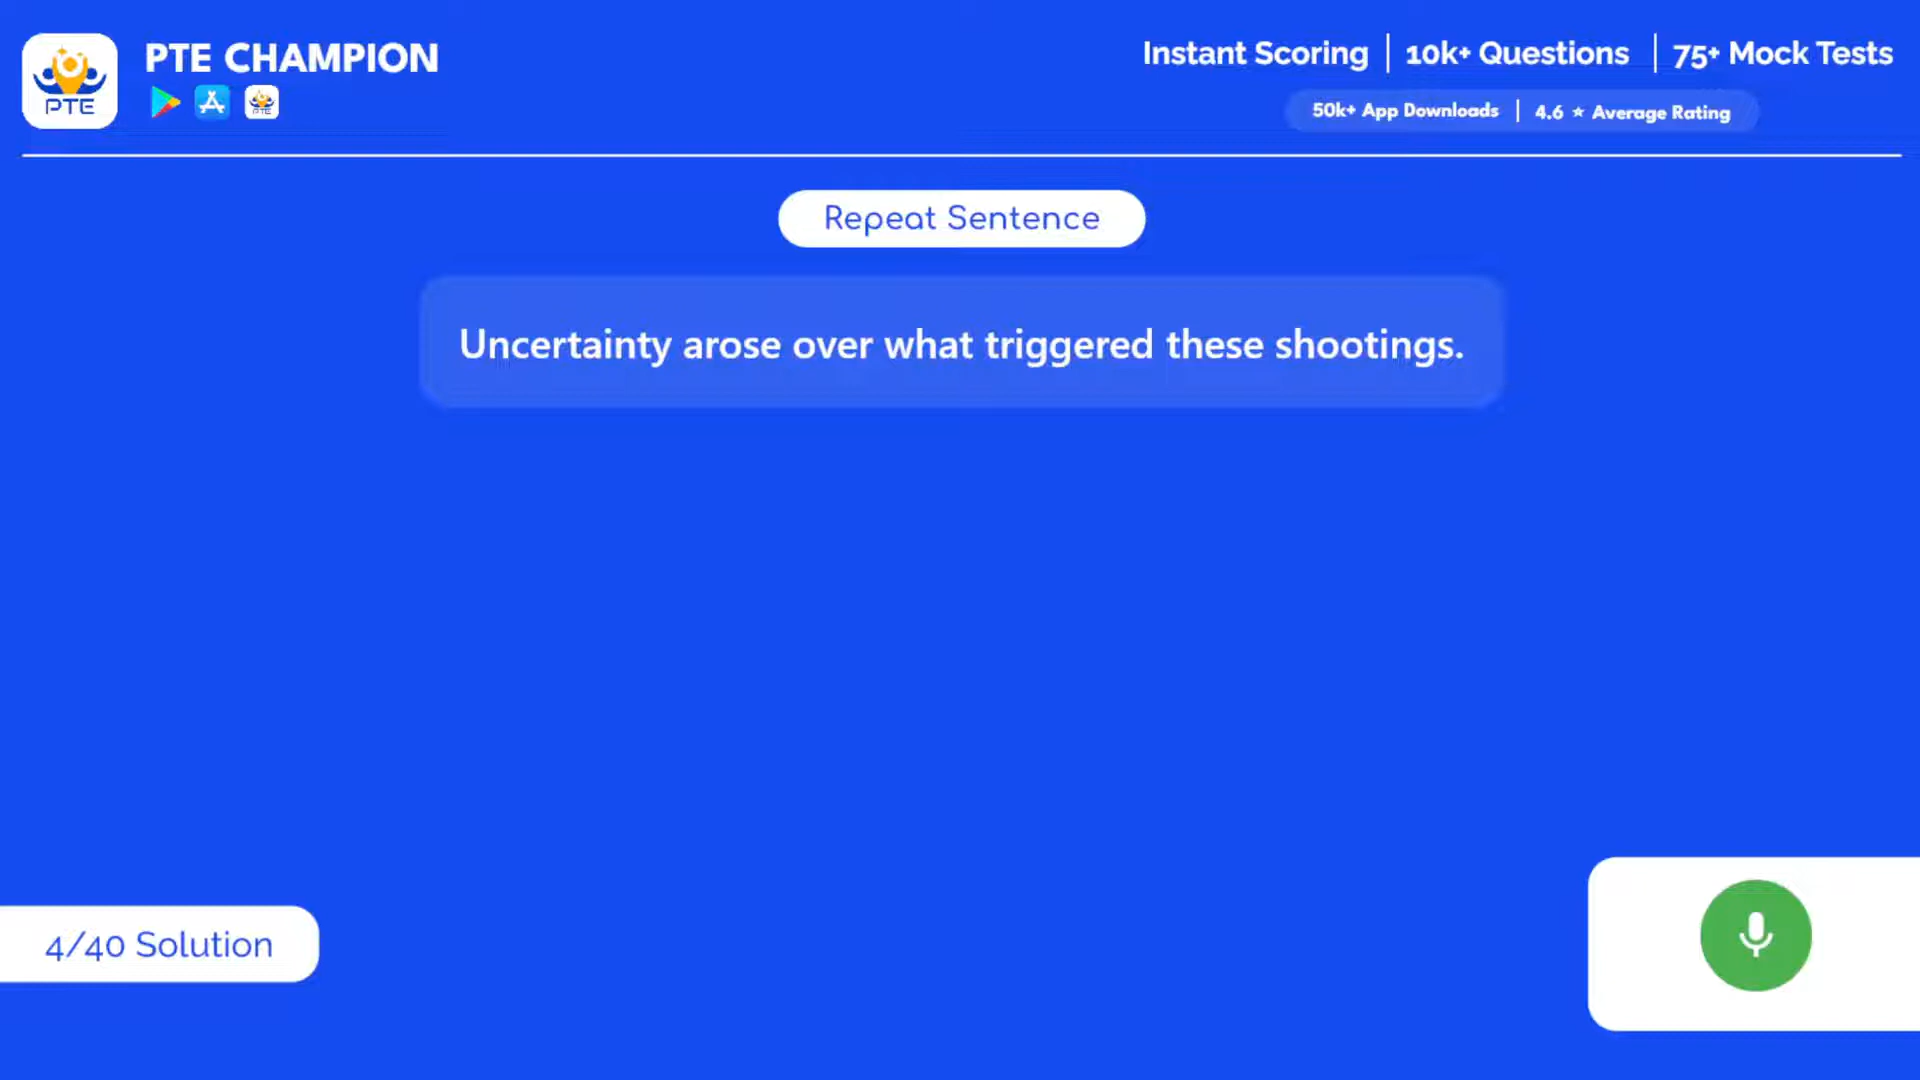 PTE CHAMPION
PTE
PTE
Instant Scoring | 10k+ Questions | 75+ Mock Tests
50k+ App Downloads | 4.6 ★ Average Rating
Repeat Sentence
Uncertainty arose over what triggered these shootings.
4/40 Solution